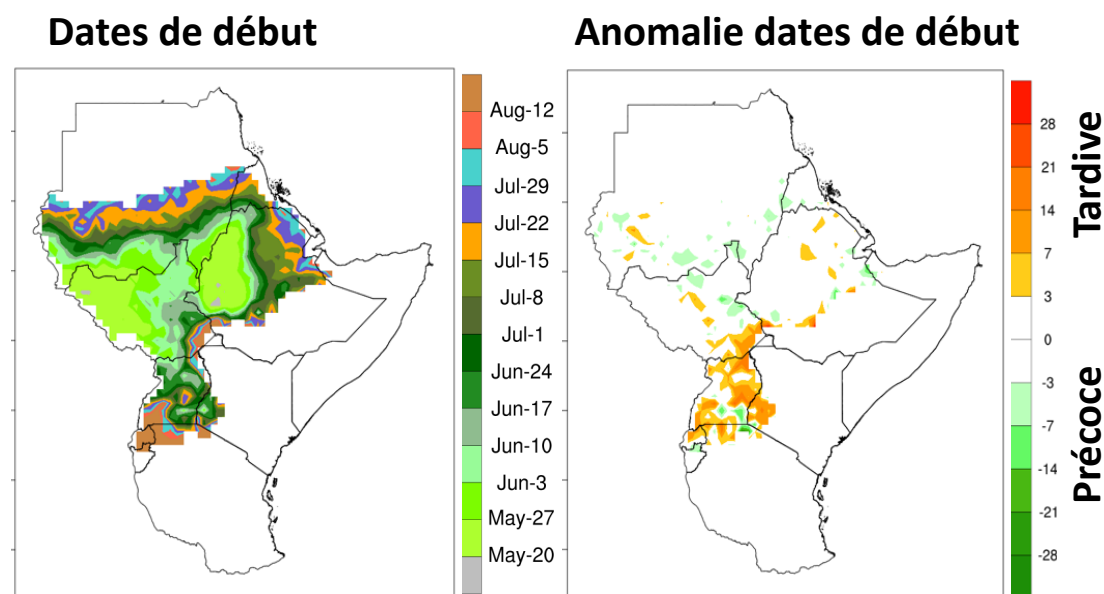 Dates de début
Anomalie dates de début
Aug-12
Aug-5
Jul-29
Jul-22
Jul-15
Jul-8
Jul-1
Jun-24
Jun-17
Jun-10
Jun-3
May-27
May-20
28
21
14
7
3
0
-3
-7
-14
-21
-28
Tardive
Précoce